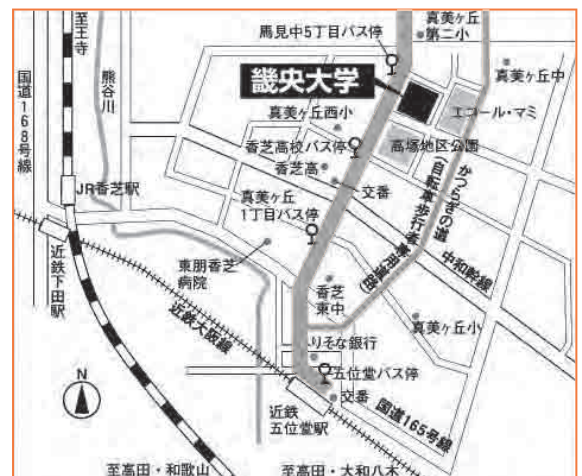 至王寺
国道168号線
熊谷川
馬見中5丁目バス停
真美ヶ丘
第二小
畿央大学
真美ヶ丘中
エコール・マミ
真美ヶ丘西小
高塚地区公園
香芝高校バス停
香芝高
交番
JR香芝駅
真美ヶ丘
1丁目バス停
かつらぎの道
(自転車歩行者専用道路)
中和幹線
近鉄下田駅
東朋香芝
病院
近鉄大阪線
香芝
東中
真美ヶ丘小
りそな銀行
五位堂バス停
交番
国道165号線
N
近鉄
五位堂駅
至高田・和歌山
至高田・大和八木